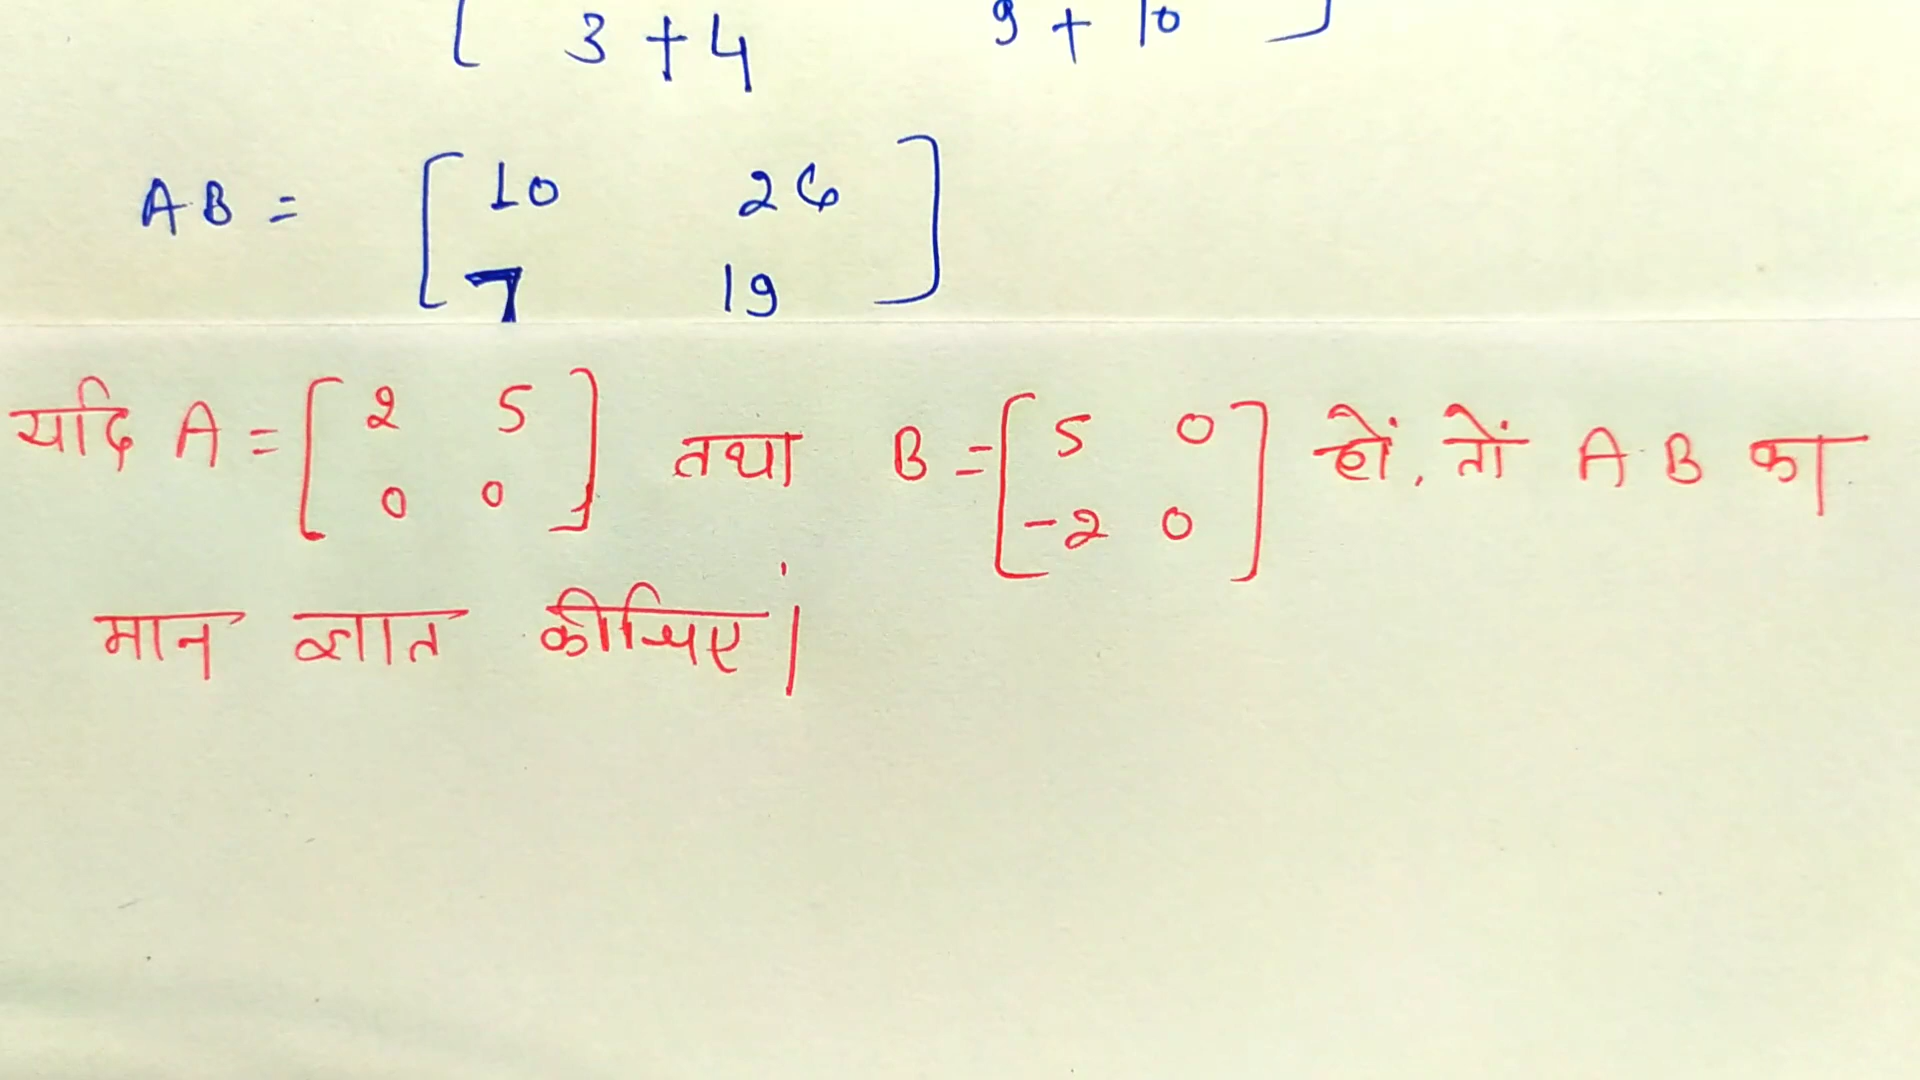 [ 3 + 4 9 + 10 ]
AB = [ 10 26
7 19 ]
यदि A = [ 2 5
0 0 ] तथा B = [ 5 0
-2 0 ] हों, तों A B का
मान ज्ञात कीजिए।